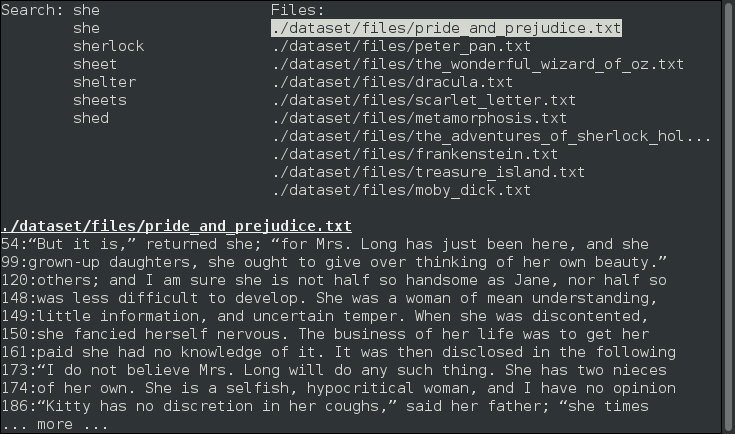 Search: she Files:
she ./dataset/files/pride_and_prejudice.txt
sherlock ./dataset/files/peter_pan.txt
sheet ./dataset/files/the_wonderful_wizard_of_oz.txt
shelter ./dataset/files/dracula.txt
sheets ./dataset/files/scarlet_letter.txt
shed ./dataset/files/metamorphosis.txt
./dataset/files/the_adventures_of_sherlock_hol...
./dataset/files/frankenstein.txt
./dataset/files/treasure_island.txt
./dataset/files/moby_dick.txt
./dataset/files/pride_and_prejudice.txt
54:“But it is,” returned she; “for Mrs. Long has just been here, and she
99:grown-up daughters, she ought to give over thinking of her own beauty.”
120:others; and I am sure she is not half so handsome as Jane, nor half so
148:was less difficult to develop. She was a woman of mean understanding,
149:little information, and uncertain temper. When she was discontented,
150:she fancied herself nervous. The business of her life was to get her
161:paid she had no knowledge of it. It was then disclosed in the following
173:“I do not believe Mrs. Long will do any such thing. She has two nieces
174:of her own. She is a selfish, hypocritical woman, and I have no opinion
186:“Kitty has no discretion in her coughs,” said her father; “she times
... more ...